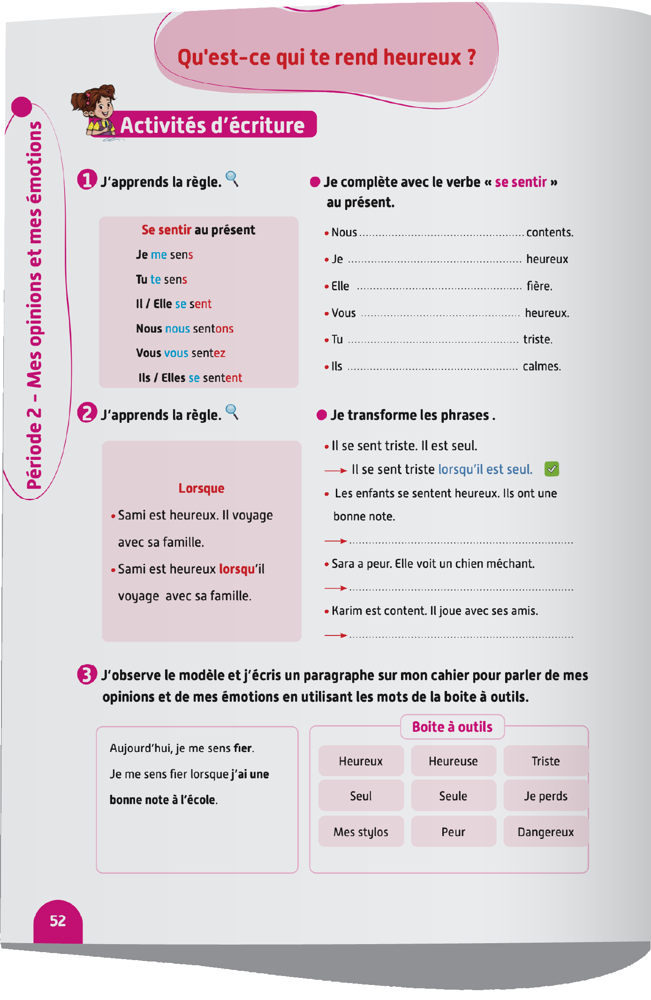 Qu'est-ce qui te rend heureux ?
Activités d'écriture
Période 2 - Mes opinions et mes émotions
1 J'apprends la règle.
Se sentir au présent
Je me sens
Tu te sens
Il / Elle se sent
Nous nous sentons
Vous vous sentez
Ils / Elles se sentent
Je complète avec le verbe « se sentir »
au présent.
• Nous .................................................... contents.
• Je .................................................... heureux
• Elle .................................................... fière.
• Vous .................................................... heureux.
• Tu .................................................... triste.
• Ils .................................................... calmes.
2 J'apprends la règle.
Lorsque
• Sami est heureux. Il voyage
avec sa famille.
• Sami est heureux lorsqu'il
voyage avec sa famille.
Je transforme les phrases .
• Il se sent triste. Il est seul.
Il se sent triste lorsqu'il est seul.
• Les enfants se sentent heureux. Ils ont une
bonne note.
• Sara a peur. Elle voit un chien méchant.
• Karim est content. Il joue avec ses amis.
3 J'observe le modèle et j'écris un paragraphe sur mon cahier pour parler de mes
opinions et de mes émotions en utilisant les mots de la boite à outils.
Aujourd'hui, je me sens fier.
Je me sens fier lorsque j'ai une
bonne note à l'école.
Boite à outils
Heureux Heureuse Triste
Seul Seule Je perds
Mes stylos Peur Dangereux
52